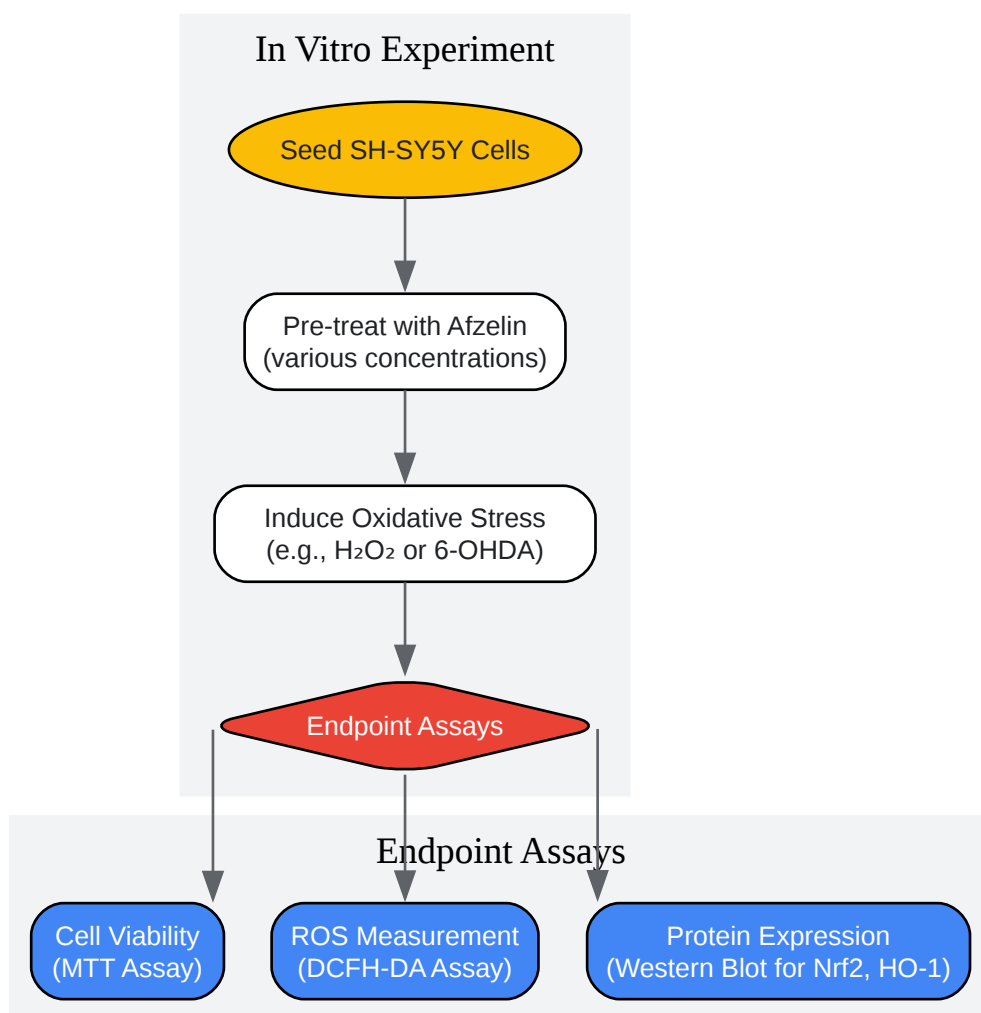 In Vitro Experiment
Seed SH-SY5Y Cells
Pre-treat with Afzelin
(various concentrations)
Induce Oxidative Stress
(e.g., H₂O₂ or 6-OHDA)
Endpoint Assays
Endpoint Assays
Cell Viability
(MTT Assay)
ROS Measurement
(DCFH-DA Assay)
Protein Expression
(Western Blot for Nrf2, HO-1)